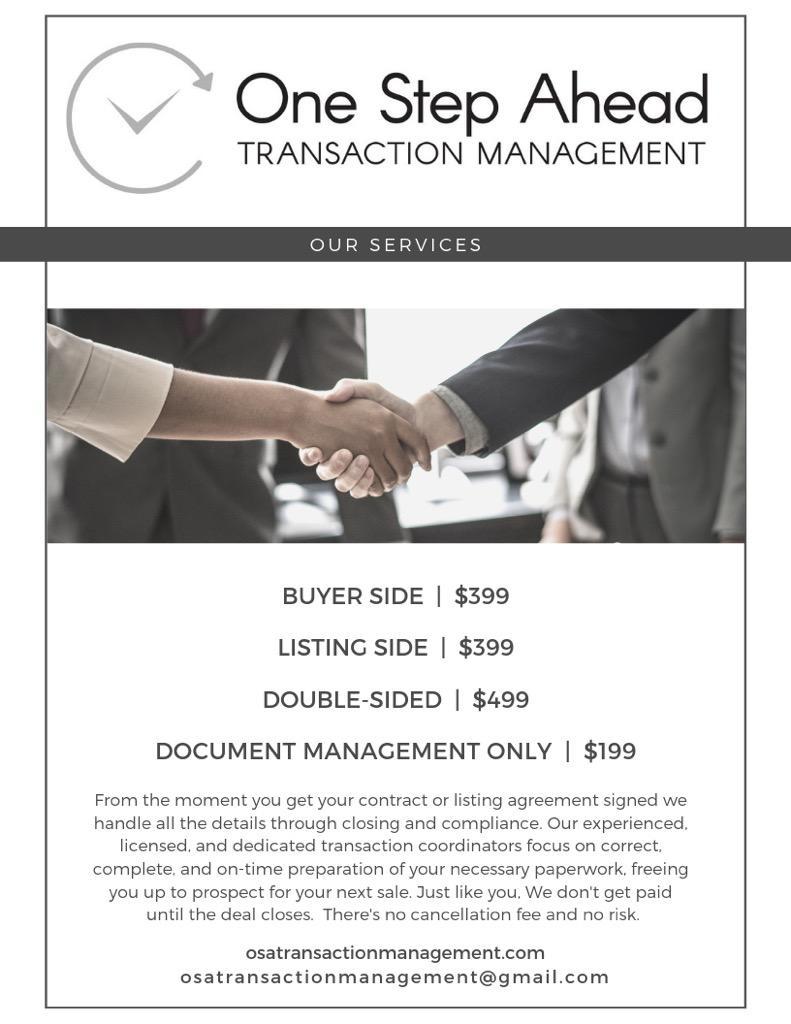 One Step Ahead
TRANSACTION MANAGEMENT
OUR SERVICES
BUYER SIDE | $399
LISTING SIDE | $399
DOUBLE-SIDED | $499
DOCUMENT MANAGEMENT ONLY | $199
From the moment you get your contract or listing agreement signed we
handle all the details through closing and compliance. Our experienced,
licensed, and dedicated transaction coordinators focus on correct,
complete, and on-time preparation of your necessary paperwork, freeing
you up to prospect for your next sale. Just like you, We don't get paid
until the deal closes. There's no cancellation fee and no risk.
osatransactionmanagement.com
osatransactionmanagement@gmail.com